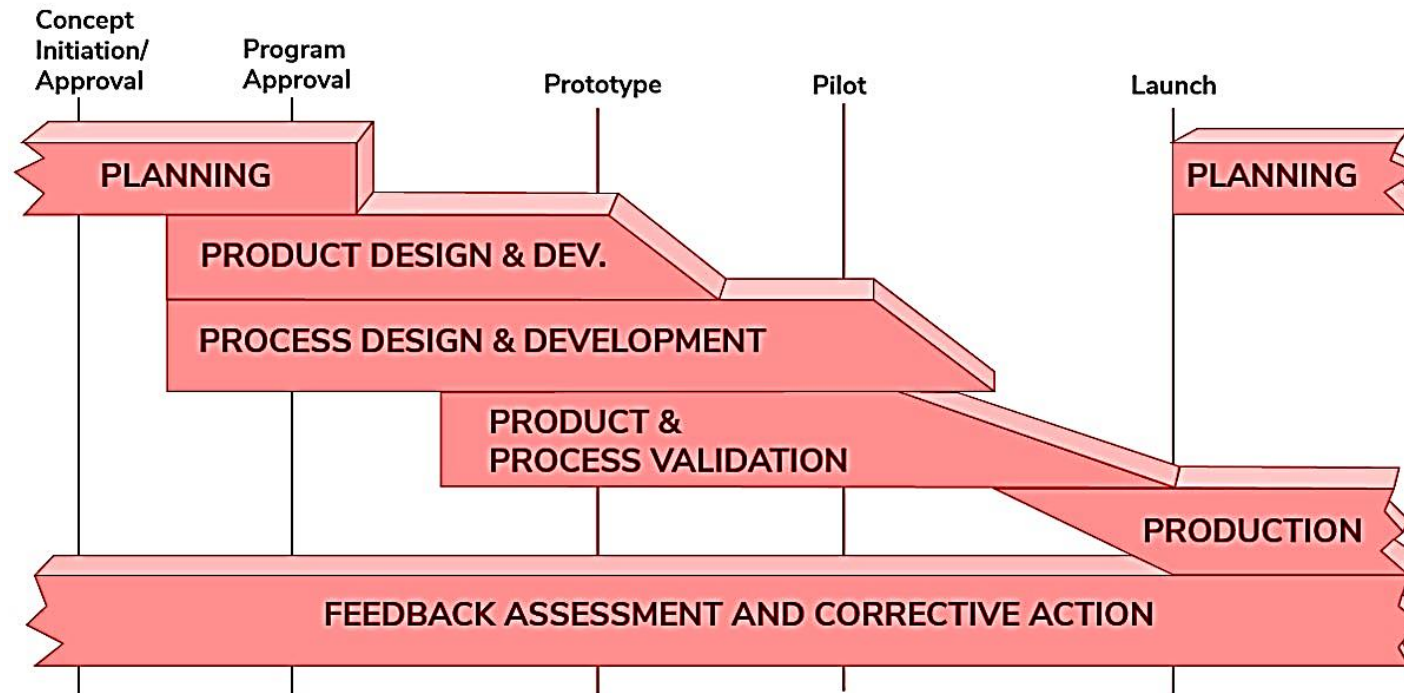 Concept
Initiation/
Approval
Program
Approval
Prototype
Pilot
Launch
PLANNING
PLANNING
PRODUCT DESIGN & DEV.
PROCESS DESIGN & DEVELOPMENT
PRODUCT &
PROCESS VALIDATION
PRODUCTION
FEEDBACK ASSESSMENT AND CORRECTIVE ACTION